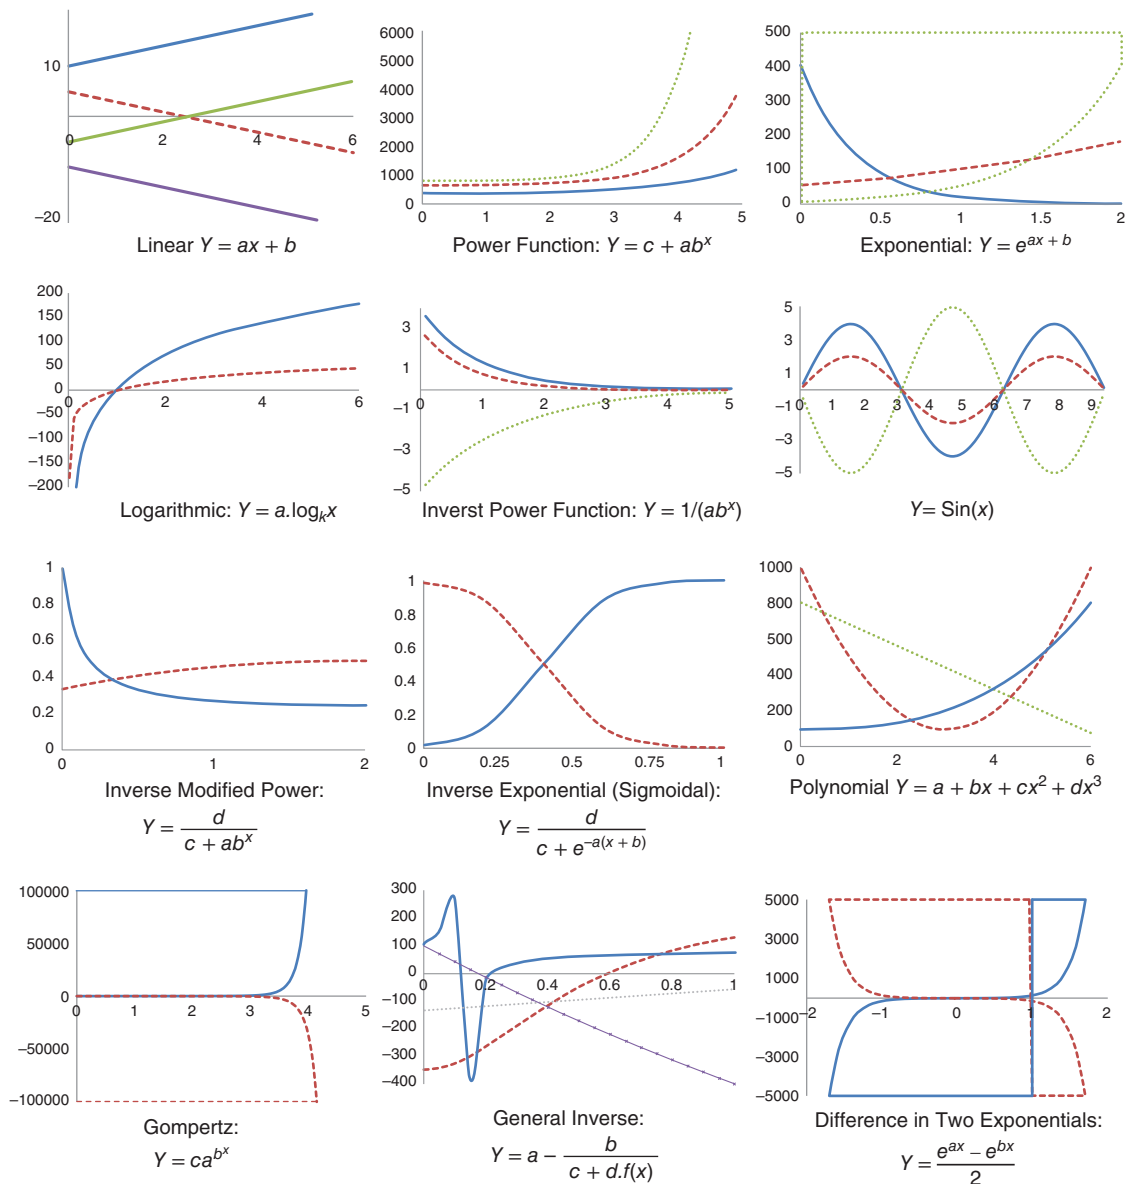 10
0
2
4
6
–20
Linear Y = ax + b
6000
5000
4000
3000
2000
1000
0
0 1 2 3 4 5
Power Function: Y = c + ab^x
500
400
300
200
100
0
0 0.5 1 1.5 2
Exponential: Y = e^{ax + b}
200
150
100
50
0
–50
–100
–150
–200
0 2 4 6
Logarithmic: Y = a.log_k x
3
1
–1
–5
0 1 2 3 4 5
Inverst Power Function: Y = 1/(ab^x)
5
3
1
–1
–3
–5
0 1 2 3 4 5 6 7 8 9
Y= Sin(x)
1
0.8
0.6
0.4
0.2
0
0 1 2
Inverse Modified Power:
Y = d / (c + ab^x)
1
0.8
0.6
0.4
0.2
0
0 0.25 0.5 0.75 1
Inverse Exponential (Sigmoidal):
Y = d / (c + e^{–a(x + b)})
1000
800
600
400
200
0
0 2 4 6
Polynomial Y = a + bx + cx^2 + dx^3
100000
50000
0
–50000
–100000
0 1 2 3 4 5
Gompertz:
Y = ca^{b^x}
300
200
100
0
–100
–200
–300
–400
0 0.2 0.4 0.6 0.8 1
General Inverse:
Y = a – b / (c + d.f(x))
5000
3000
1000
–1000
–3000
–5000
–2 –1 0 1 2
Difference in Two Exponentials:
Y = (e^{ax} – e^{bx}) / 2